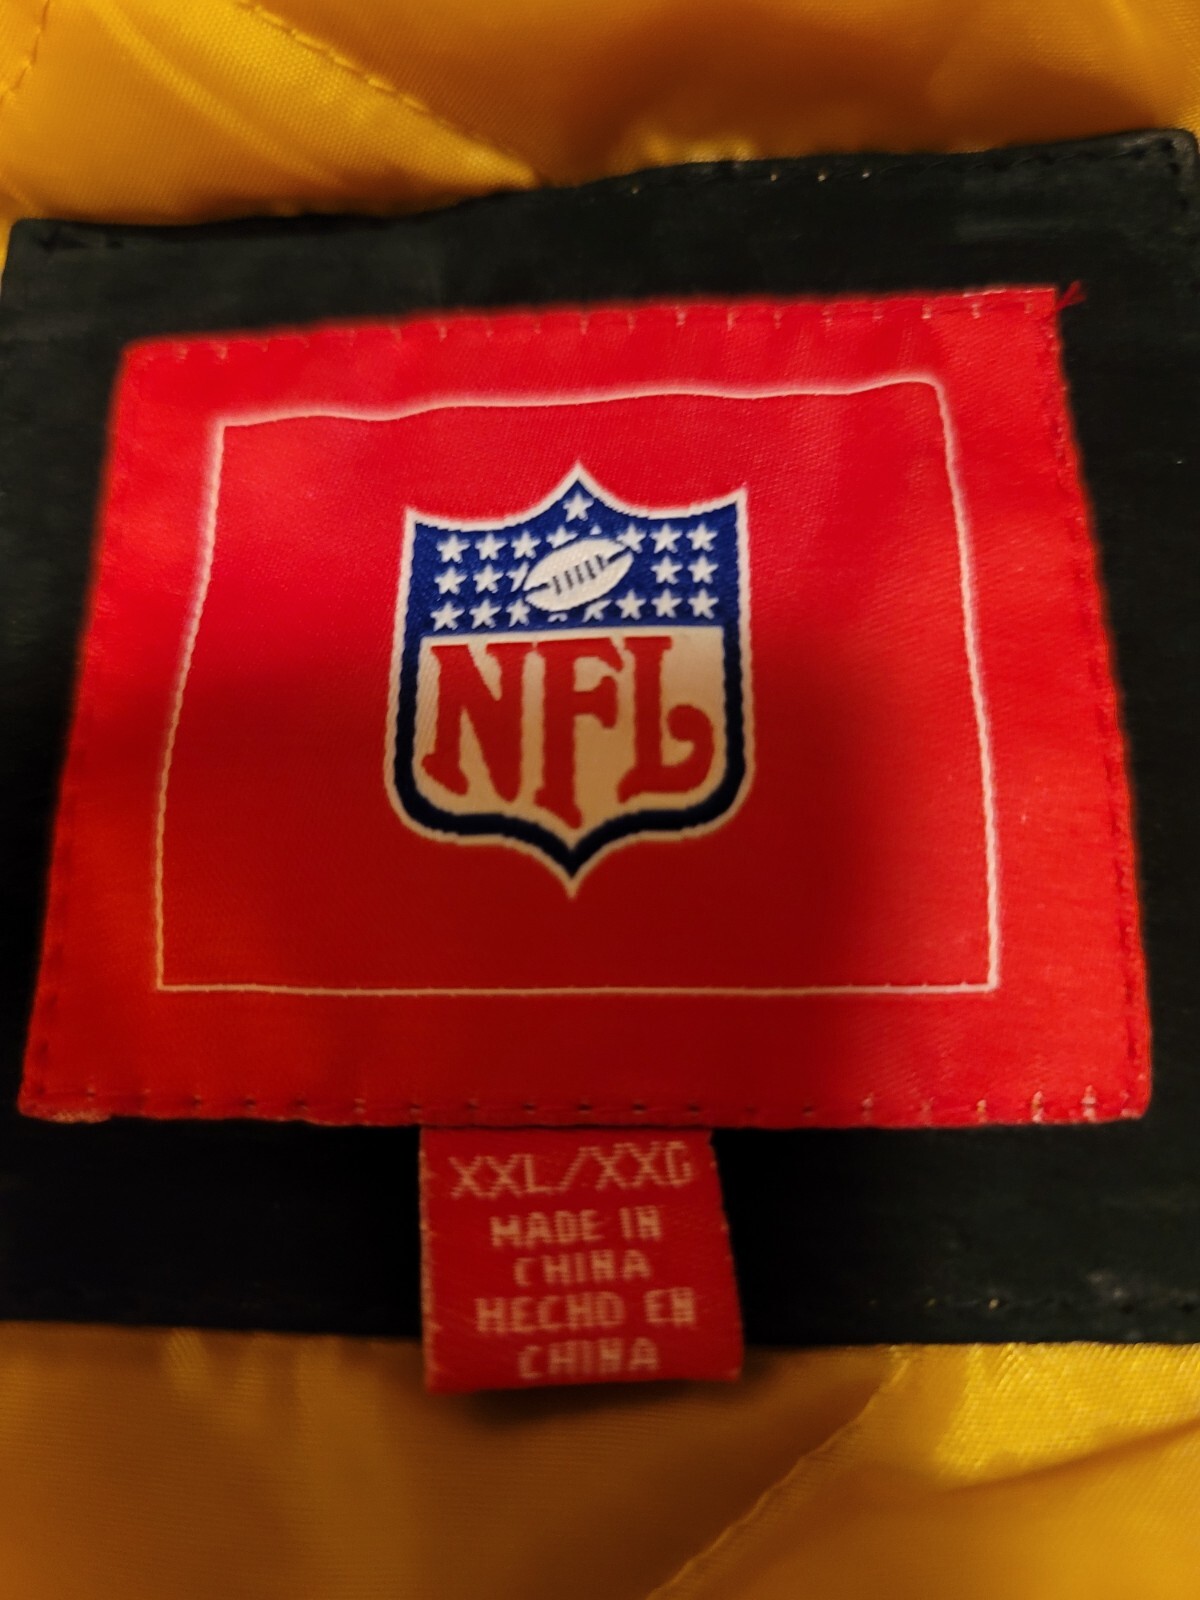 NFL
XXL/XXG
MADE IN
CHINA
HECHO EN
CHINA